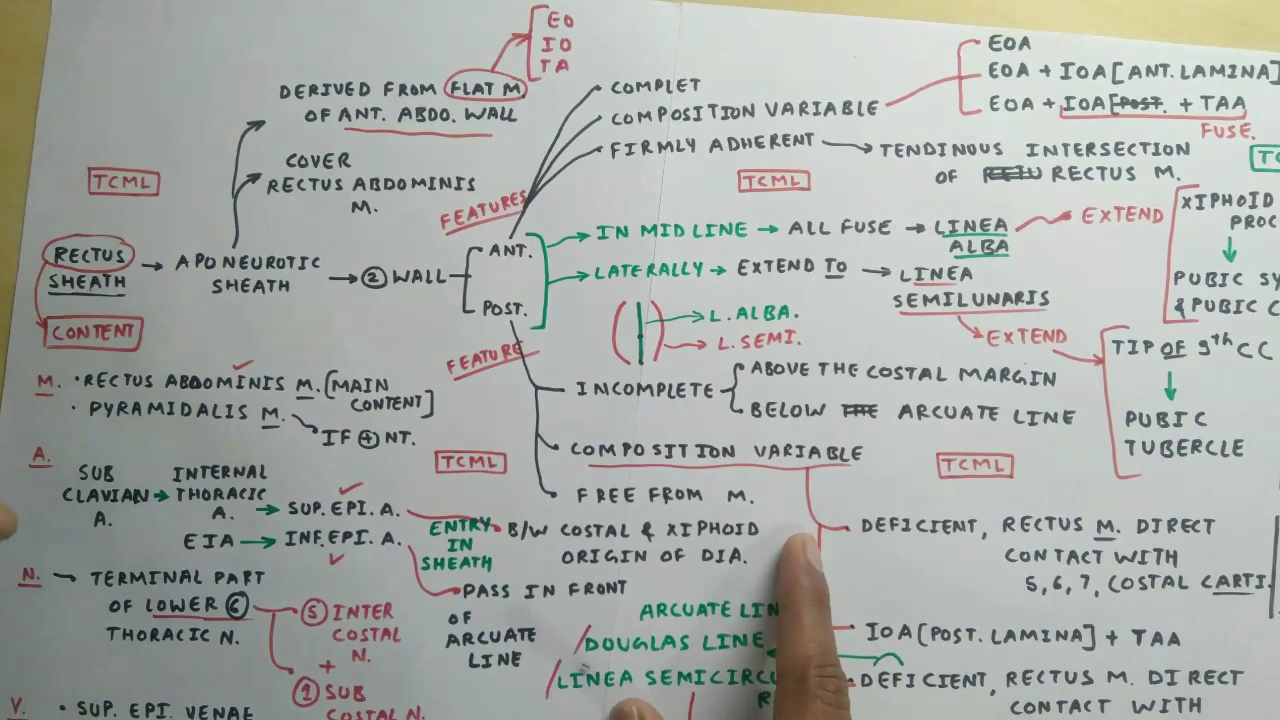 EO
IO
TA
DERIVED FROM FLAT M.
OF ANT. ABDO. WALL
COVER
RECTUS ABDOMINIS
M.
TCML
RECTUS
SHEATH
APONEUROTIC
SHEATH
② WALL
ANT.
POST.
FEATURES
COMPLET
COMPOSITION VARIABLE
FIRMLY ADHERENT
EOA
EOA + IOA [ANT. LAMINA]
EOA + IOA [POST. + TAA
FUSE.
TENDINOUS INTERSECTION
OF RECTUS M.
TCML
IN MIDLINE → ALL FUSE → LINEA
ALBA
EXTEND
XIPHOID
PROC
PUBIC SY
& PUBIC C
LATERALLY → EXTEND TO → LINEA
SEMILUNARIS
EXTEND
TIP OF 9th CC
PUBIC
TUBERCLE
L. ALBA.
L. SEMI.
FEATURE
INCOMPLETE
ABOVE THE COSTAL MARGIN
BELOW ARCUATE LINE
COMPOSITION VARIABLE
FREE FROM M.
TCML
TCML
CONTENT
M. · RECTUS ABDOMINIS M. [MAIN
CONTENT]
· PYRAMIDALIS M.
IF ⊕NT.
A.
SUB
CLAVIAN
A.
INTERNAL
THORACIC
A.
→ SUP. EPI. A.
EIA → INF. EPI. A.
ENTRY
IN
SHEATH
B/W COSTAL & XIPHOID
ORIGIN OF DIA.
PASS IN FRONT
OF
ARCUATE
LINE
N. → TERMINAL PART
OF LOWER ⑥
THORACIC N.
⑤ INTER
COSTAL
N.
+
① SUB
COSTAL N.
V. · SUP. EPI. VENAE
DEFICIENT, RECTUS M. DIRECT
CONTACT WITH
5, 6, 7, COSTAL CARTI.
ARCUATE LIN
/DOUGLAS LINE
/LINEA SEMICIRCU
R
IOA [POST. LAMINA] + TAA
DEFICIENT, RECTUS M. DIRECT
CONTACT WITH